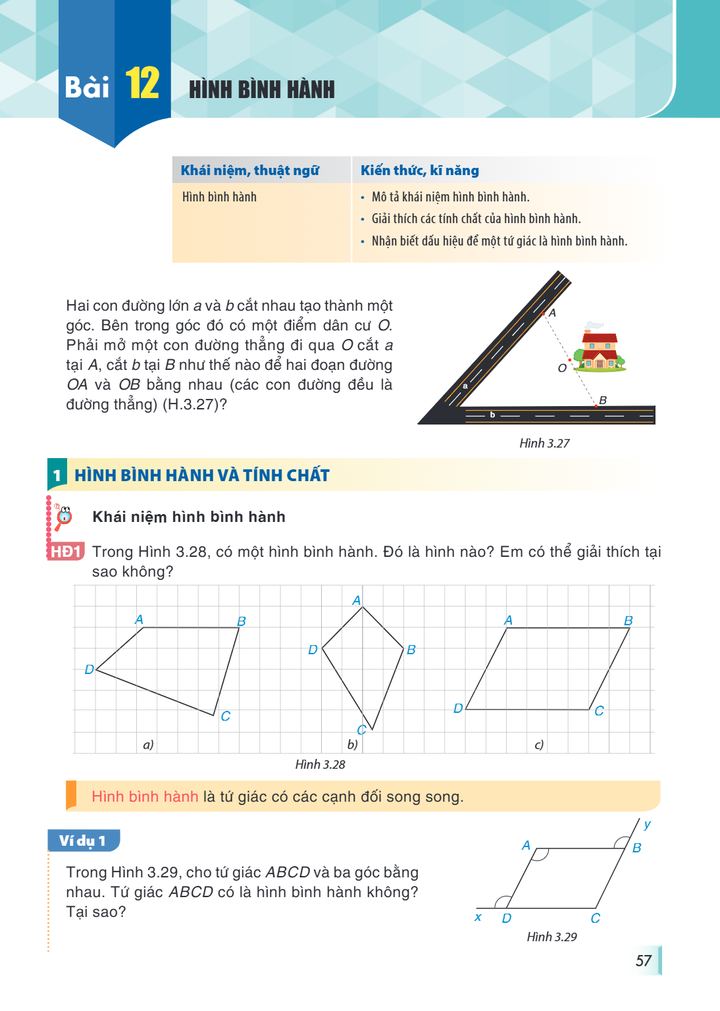 Bài 12 HÌNH BÌNH HÀNH
Khái niệm, thuật ngữ
Kiến thức, kĩ năng
Hình bình hành
• Mô tả khái niệm hình bình hành.
• Giải thích các tính chất của hình bình hành.
• Nhận biết dấu hiệu để một tứ giác là hình bình hành.
Hai con đường lớn a và b cắt nhau tạo thành một
góc. Bên trong góc đó có một điểm dân cư O.
Phải mở một con đường thẳng đi qua O cắt a
tại A, cắt b tại B như thế nào để hai đoạn đường
OA và OB bằng nhau (các con đường đều là
đường thẳng) (H.3.27)?
A
O
a
B
b
Hình 3.27
1 HÌNH BÌNH HÀNH VÀ TÍNH CHẤT
Khái niệm hình bình hành
HĐ1 Trong Hình 3.28, có một hình bình hành. Đó là hình nào? Em có thể giải thích tại
sao không?
A
B
D
C
a)
A
D
B
C
b)
A
B
D
C
c)
Hình 3.28
Hình bình hành là tứ giác có các cạnh đối song song.
Ví dụ 1
Trong Hình 3.29, cho tứ giác ABCD và ba góc bằng
nhau. Tứ giác ABCD có là hình bình hành không?
Tại sao?
y
A
B
x
D
C
Hình 3.29
57